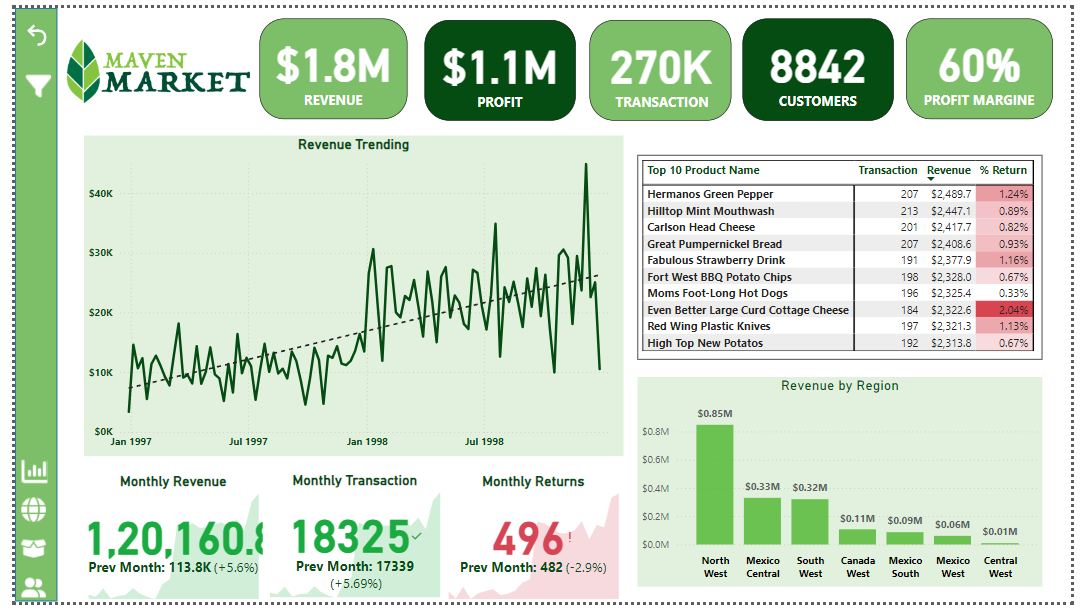 MAVEN
MARKET
$1.8M
REVENUE
$1.1M
PROFIT
270K
TRANSACTION
8842
CUSTOMERS
60%
PROFIT MARGINE
Revenue Trending
$40K
$30K
$20K
$10K
$0K
Jan 1997 Jul 1997 Jan 1998 Jul 1998
Top 10 Product Name Transaction Revenue % Return
Hermanos Green Pepper 207 $2,489.7 1.24%
Hilltop Mint Mouthwash 213 $2,447.1 0.89%
Carlson Head Cheese 201 $2,417.7 0.82%
Great Pumpernickel Bread 207 $2,408.6 0.93%
Fabulous Strawberry Drink 191 $2,377.9 1.16%
Fort West BBQ Potato Chips 198 $2,328.0 0.67%
Moms Foot-Long Hot Dogs 196 $2,325.4 0.33%
Even Better Large Curd Cottage Cheese 184 $2,322.6 2.04%
Red Wing Plastic Knives 197 $2,321.3 1.13%
High Top New Potatos 192 $2,313.8 0.67%
Monthly Revenue
1,20,160.8
Prev Month: 113.8K (+5.6%)
Monthly Transaction
18325
Prev Month: 17339
(+5.69%)
Monthly Returns
496!
Prev Month: 482 (-2.9%)
Revenue by Region
$0.8M
$0.6M
$0.4M
$0.2M
$0.0M
$0.85M $0.33M $0.32M $0.11M $0.09M $0.06M $0.01M
North Mexico South Canada Mexico Mexico Central
West Central West West South West West